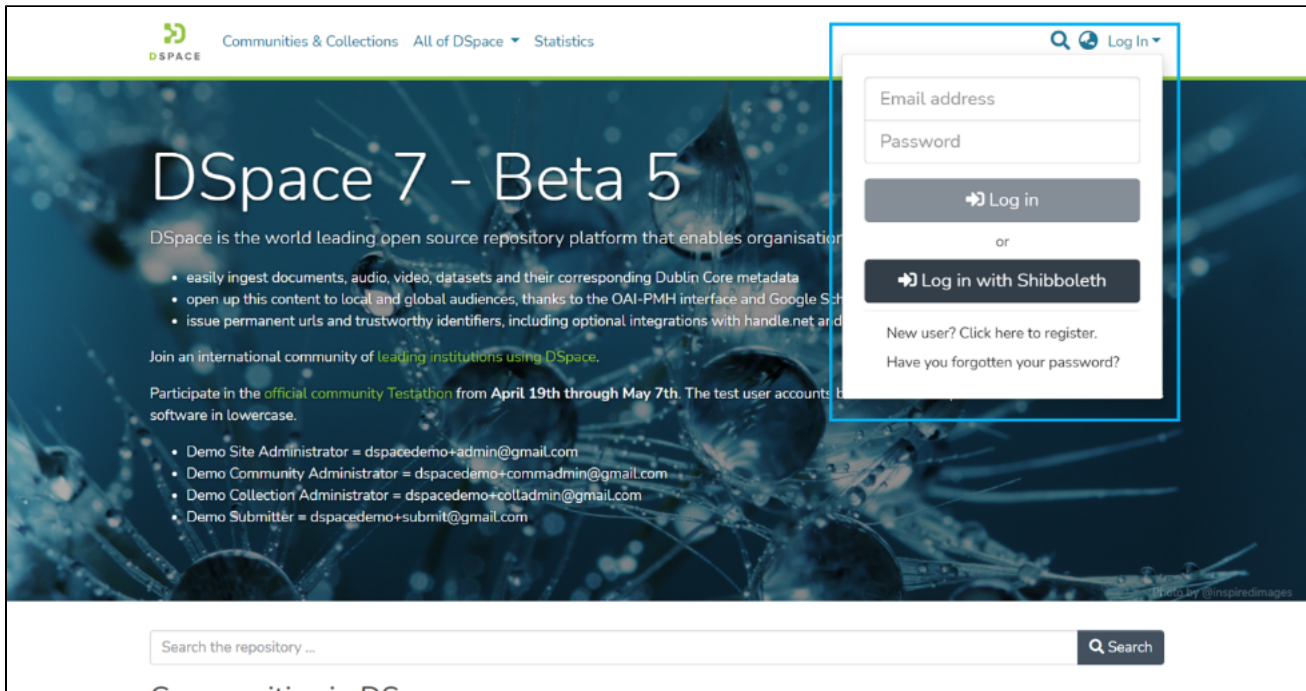 DSPACE
Communities & Collections All of DSpace Statistics
Log In
Email address
Password
Log in
or
Log in with Shibboleth
New user? Click here to register.
Have you forgotten your password?
DSpace 7 - Beta 5
DSpace is the world leading open source repository platform that enables
easily ingest documents, audio, video, datasets and their corresponding Dublin Core metadata
open up this content to local and global audiences, thanks to the OAI-PMH interface and Google
issue permanent urls and trustworthy identifiers, including optional integrations with handle.net and
Join an international community of leading institutions using DSpace.
Participate in the official community Testathon from April 19th through May 7th. The test user accounts
software in lowercase.
Demo Site Administrator = dspacedemo+admin@gmail.com
Demo Community Administrator = dspacedemo+commadmin@gmail.com
Demo Collection Administrator = dspacedemo+colladmin@gmail.com
Demo Submitter = dspacedemo+submit@gmail.com
Photo by @inspiredimages
Search the repository ...
Search